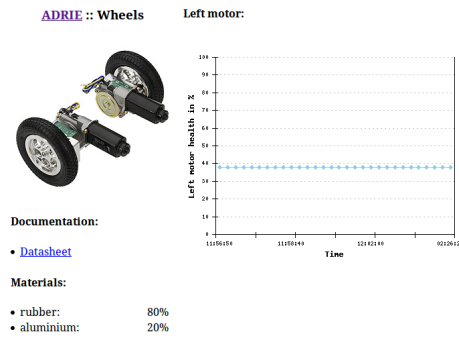 ADRIE :: Wheels
Documentation:
• Datasheet
Materials:
• rubber: 80%
• aluminium: 20%
Left motor:
Left motor health in %
100
90
80
70
60
50
40
30
20
10
0
11:56:50 11:58:40 12:02:00
Time